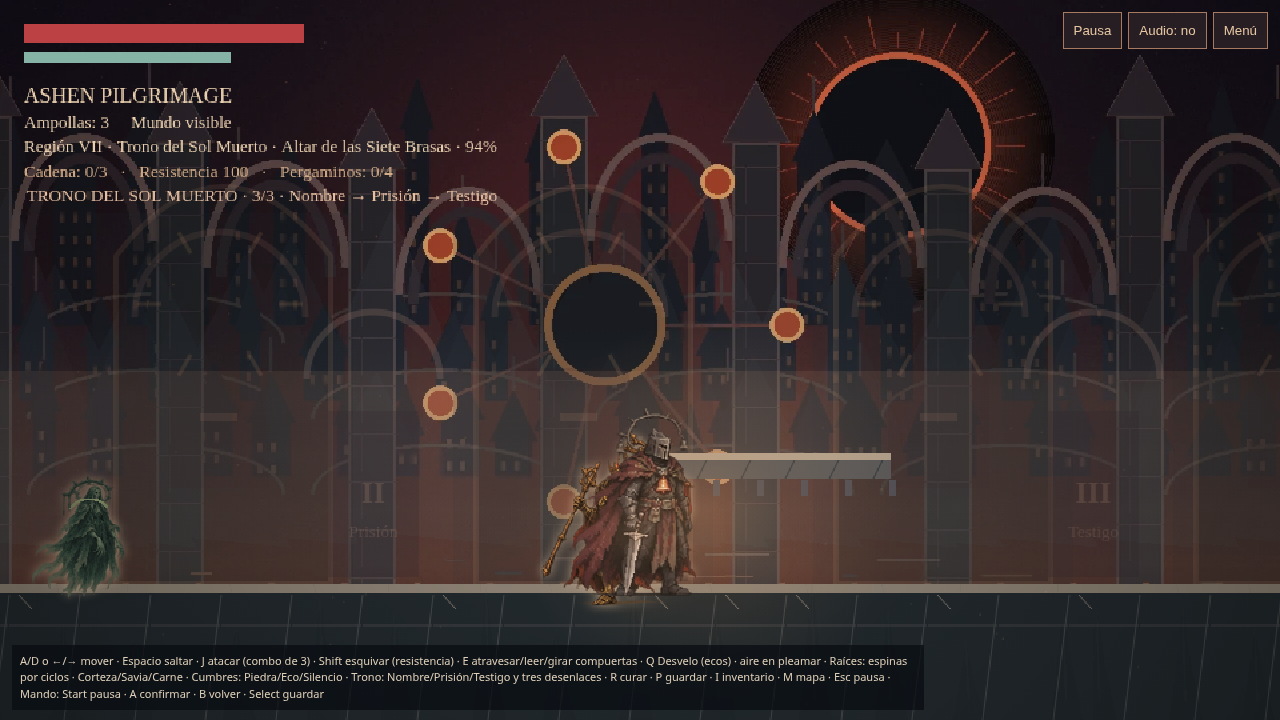 Pausa
Audio: no
Menú
ASHEN PILGRIMAGE
Ampollas: 3 Mundo visible
Región VII · Trono del Sol Muerto · Altar de las Siete Brasas · 94%
Cadena: 0/3 · Resistencia 100 · Pergaminos: 0/4
TRONO DEL SOL MUERTO · 3/3 · Nombre → Prisión → Testigo
II
Prisión
III
Testigo
A/D o ←/→ mover · Espacio saltar · J atacar (combo de 3) · Shift esquivar (resistencia) · E atravesar/leer/girar compuertas · Q Desvelo (ecos) · aire en pleamar · Raíces: espinas
por ciclos · Corteza/Savia/Carne · Cumbres: Piedra/Eco/Silencio · Trono: Nombre/Prisión/Testigo y tres desenlaces · R curar · P guardar · I inventario · M mapa · Esc pausa ·
Mando: Start pausa · A confirmar · B volver · Select guardar